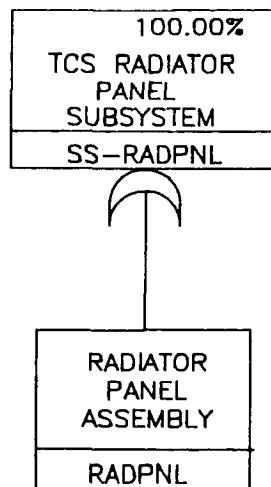 100.00%
TCS RADIATOR
PANEL
SUBSYSTEM
SS-RADPNL
RADIATOR
PANEL
ASSEMBLY
RADPNL